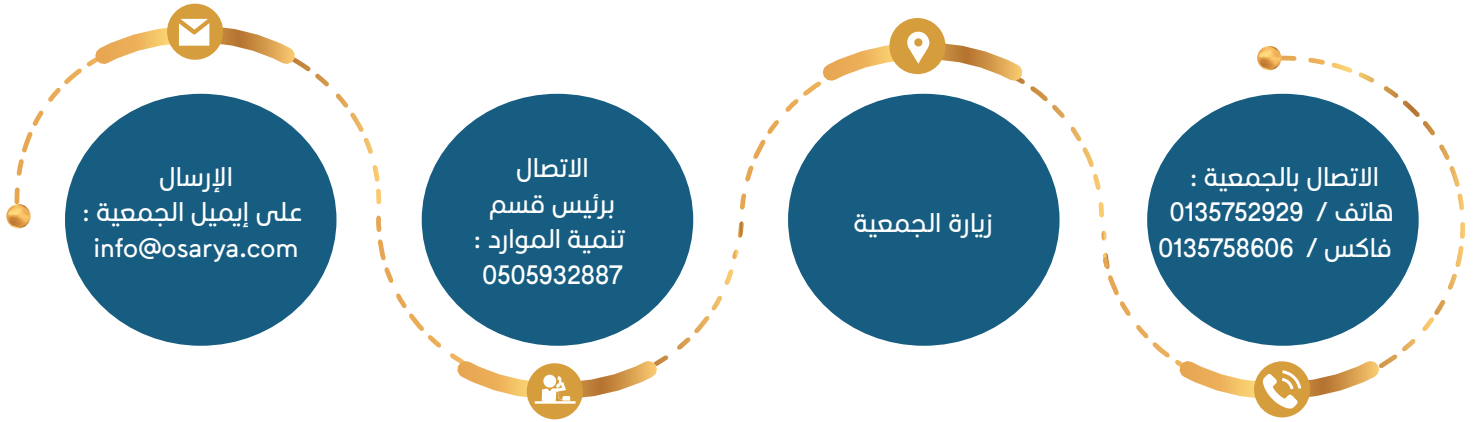 الاتصال بالجمعية :
هاتف / 0135752929
فاكس / 0135758606
زيارة الجمعية
الاتصال
برئيس قسم
تنمية الموارد :
0505932887
الإرسال
على إيميل الجمعية :
info@osarya.com